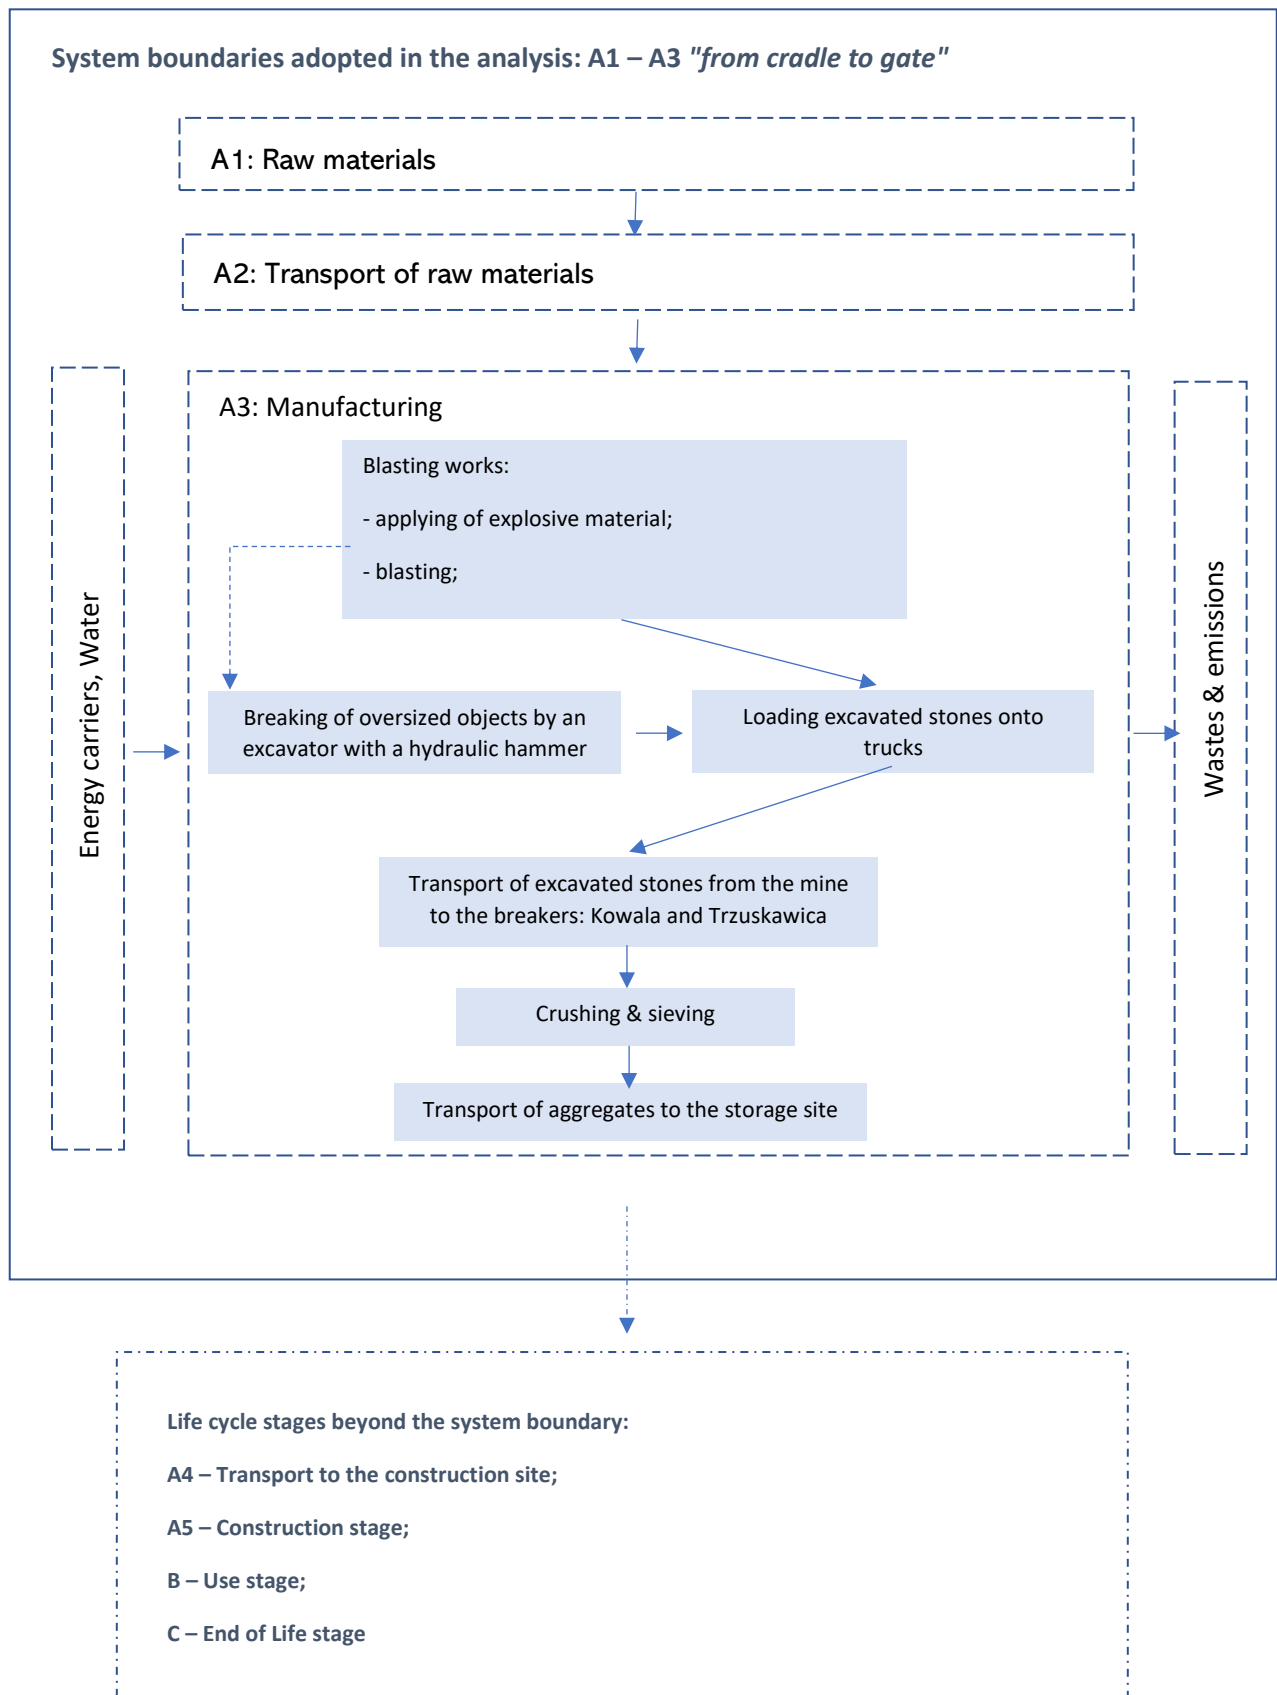 System boundaries adopted in the analysis: A1 – A3 "from cradle to gate"
A1: Raw materials
A2: Transport of raw materials
Energy carriers, Water
A3: Manufacturing
Blasting works:
- applying of explosive material;
- blasting;
Breaking of oversized objects by an
excavator with a hydraulic hammer
Loading excavated stones onto
trucks
Transport of excavated stones from the mine
to the breakers: Kowala and Trzuskawica
Crushing & sieving
Transport of aggregates to the storage site
Wastes & emissions
Life cycle stages beyond the system boundary:
A4 – Transport to the construction site;
A5 – Construction stage;
B – Use stage;
C – End of Life stage